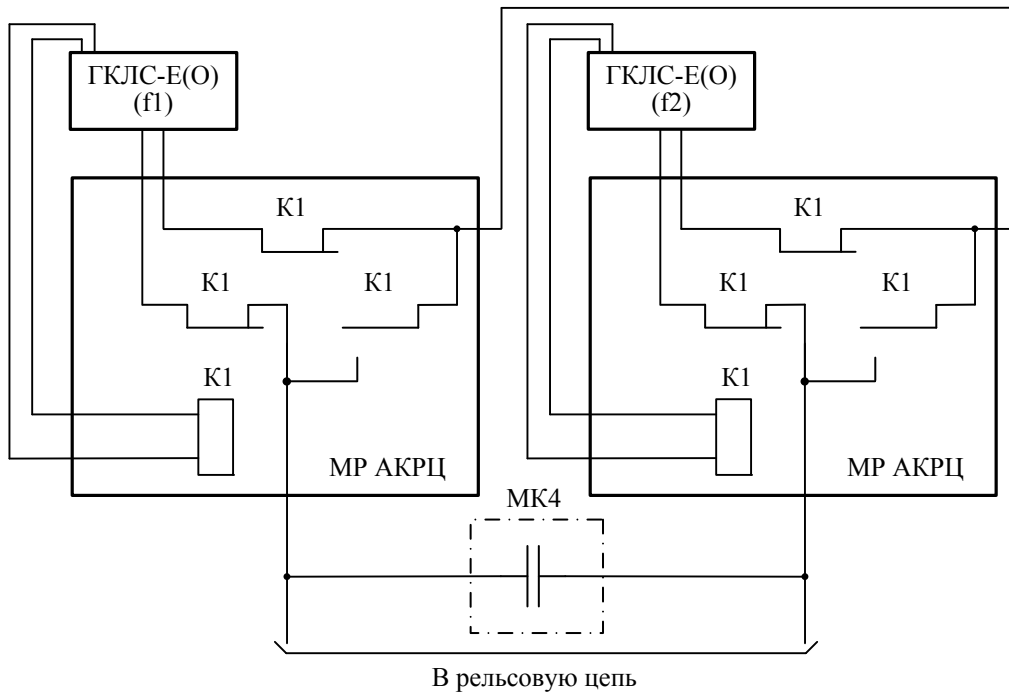 ГКЛС-Е(О)
(f1)
ГКЛС-Е(О)
(f2)
К1
К1
К1
К1
К1
К1
К1
К1
МР АКРЦ
МР АКРЦ
МК4
В рельсовую цепь